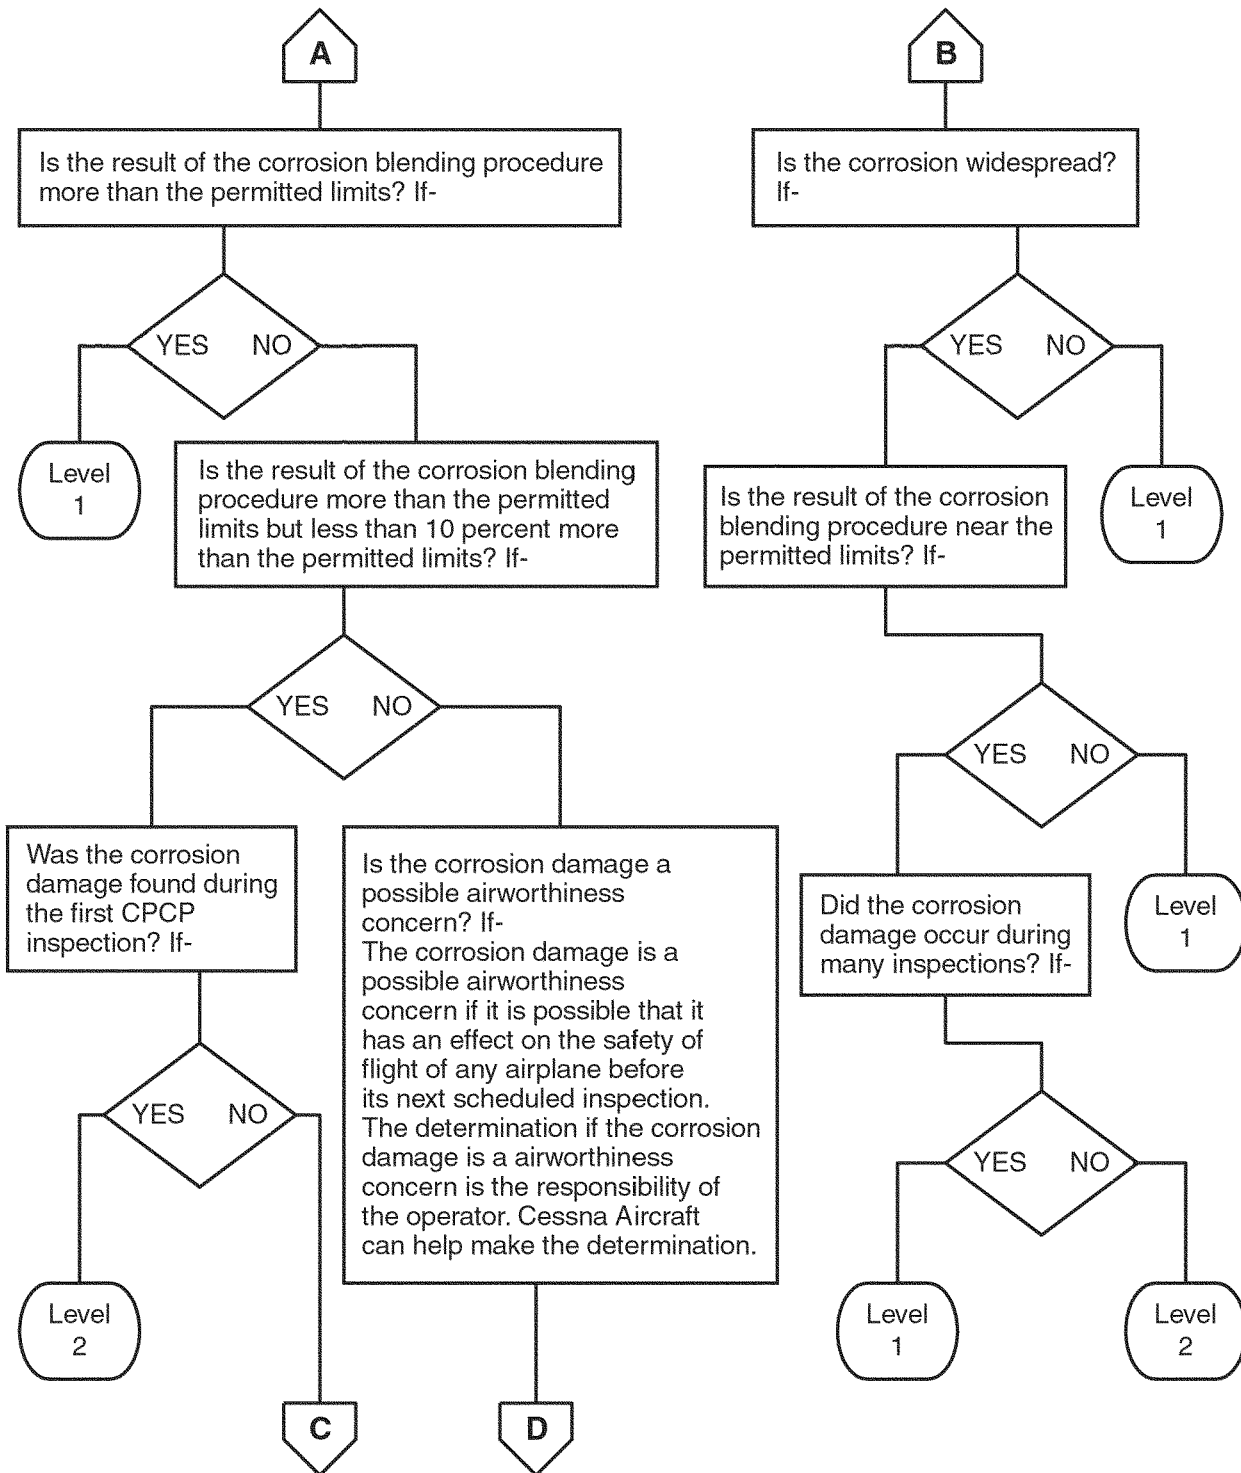 A
Is the result of the corrosion blending procedure
more than the permitted limits? If-
YES NO
Level
1
Is the result of the corrosion blending
procedure more than the permitted
limits but less than 10 percent more
than the permitted limits? If-
YES NO
Was the corrosion
damage found during
the first CPCP
inspection? If-
YES NO
Level
2
C
Is the corrosion damage a
possible airworthiness
concern? If-
The corrosion damage is a
possible airworthiness
concern if it is possible that it
has an effect on the safety of
flight of any airplane before
its next scheduled inspection.
The determination if the corrosion
damage is a airworthiness
concern is the responsibility of
the operator. Cessna Aircraft
can help make the determination.
D
B
Is the corrosion widespread?
If-
YES NO
Level
1
Is the result of the corrosion
blending procedure near the
permitted limits? If-
YES NO
Level
1
Did the corrosion
damage occur during
many inspections? If-
YES NO
Level
1
Level
2